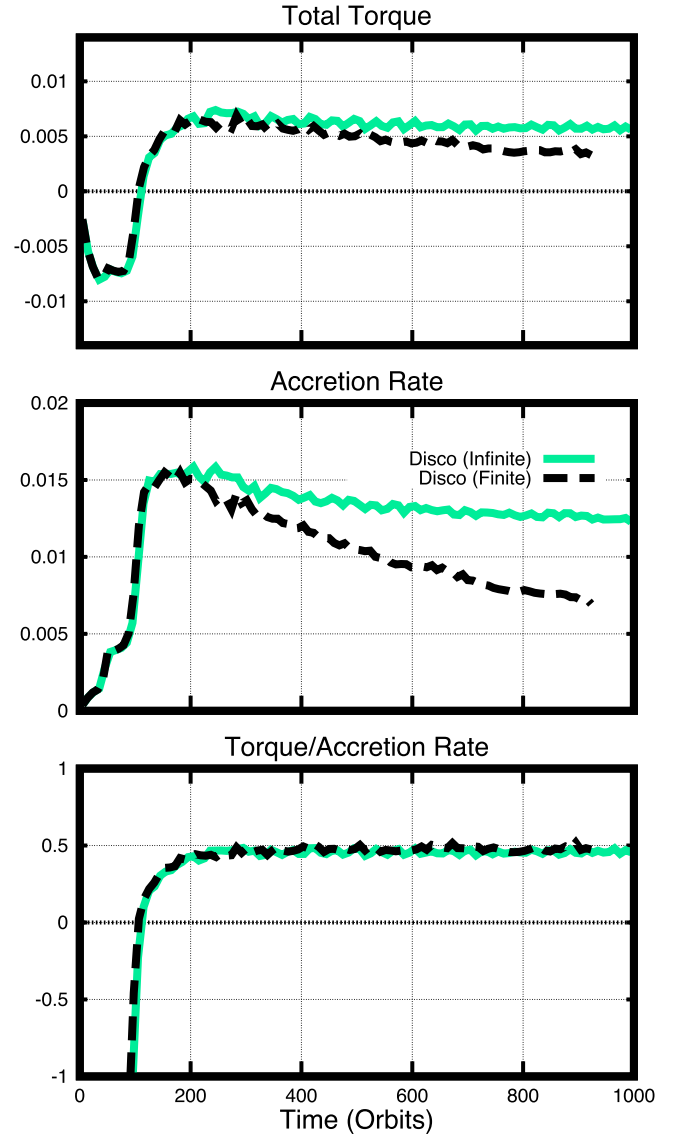 Total Torque
0.01
0.005
0
-0.005
-0.01
Accretion Rate
0.02
0.015
0.01
0.005
0
Disco (Infinite)
Disco (Finite)
Torque/Accretion Rate
1
0.5
0
-0.5
-1
0 200 400 600 800 1000
Time (Orbits)